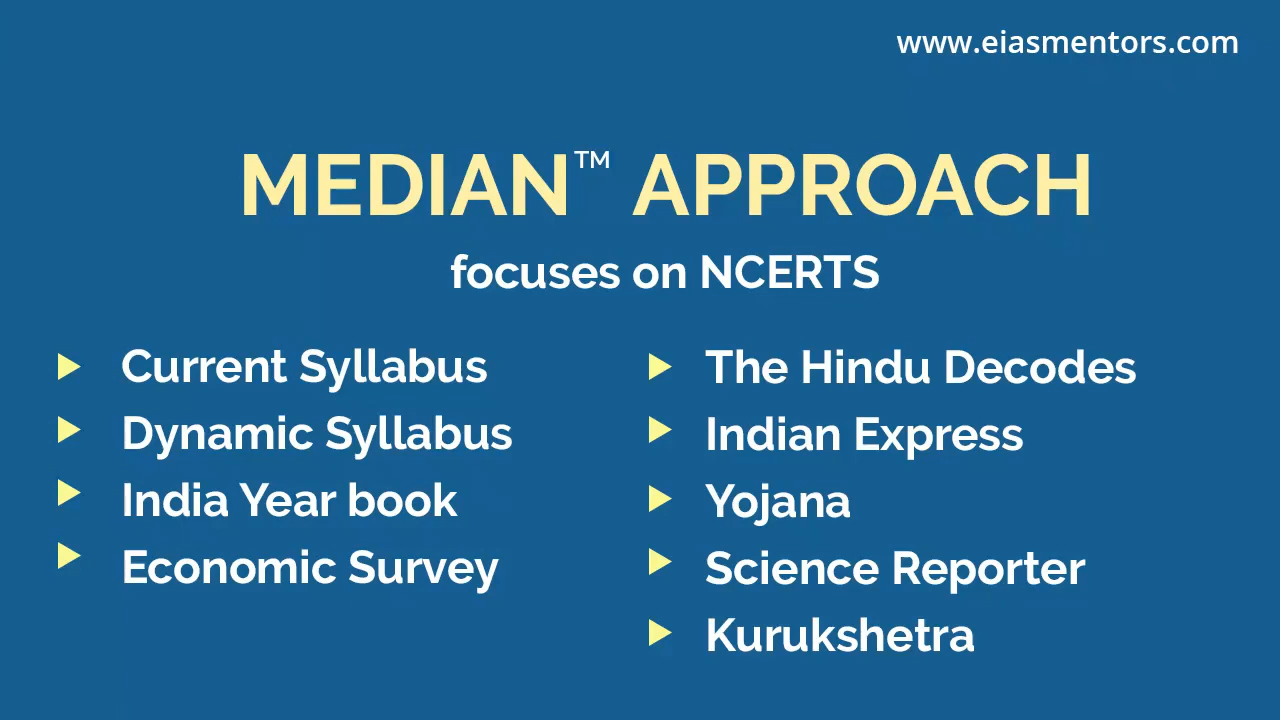 www.eiasmentors.com
MEDIAN™ APPROACH
focuses on NCERTS
Current Syllabus
Dynamic Syllabus
India Year book
Economic Survey
The Hindu Decodes
Indian Express
Yojana
Science Reporter
Kurukshetra